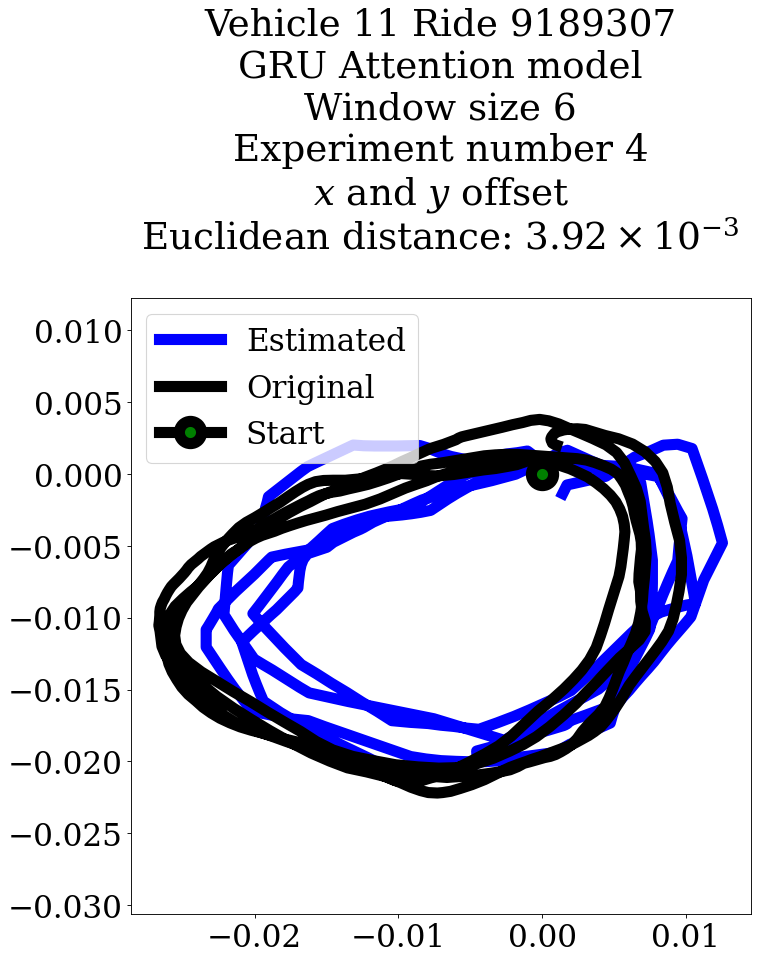 Vehicle 11 Ride 9189307
GRU Attention model
Window size 6
Experiment number 4
x and y offset
Euclidean distance: 3.92 × 10⁻³
Estimated
Original
Start
0.010
0.005
0.000
−0.005
−0.010
−0.015
−0.020
−0.025
−0.030
−0.02 −0.01 0.00 0.01